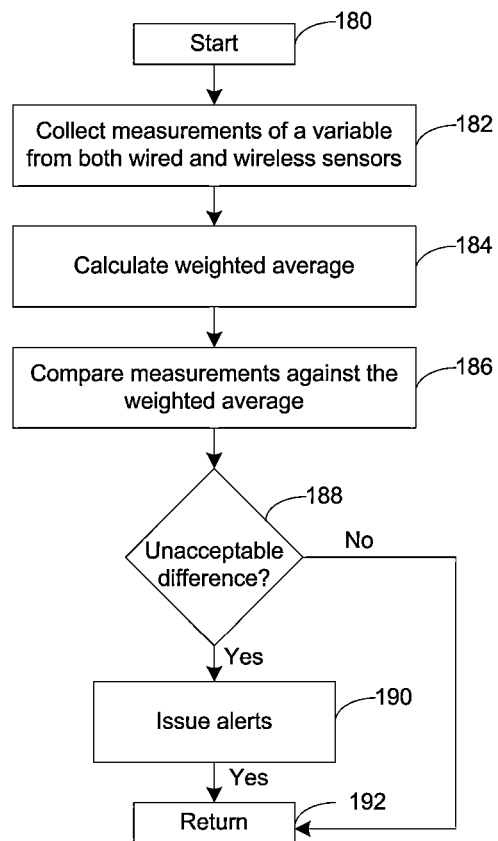 Start
180
Collect measurements of a variable
from both wired and wireless sensors
182
Calculate weighted average
184
Compare measurements against the
weighted average
186
188
Unacceptable
difference?
No
Yes
Issue alerts
190
Yes
Return
192